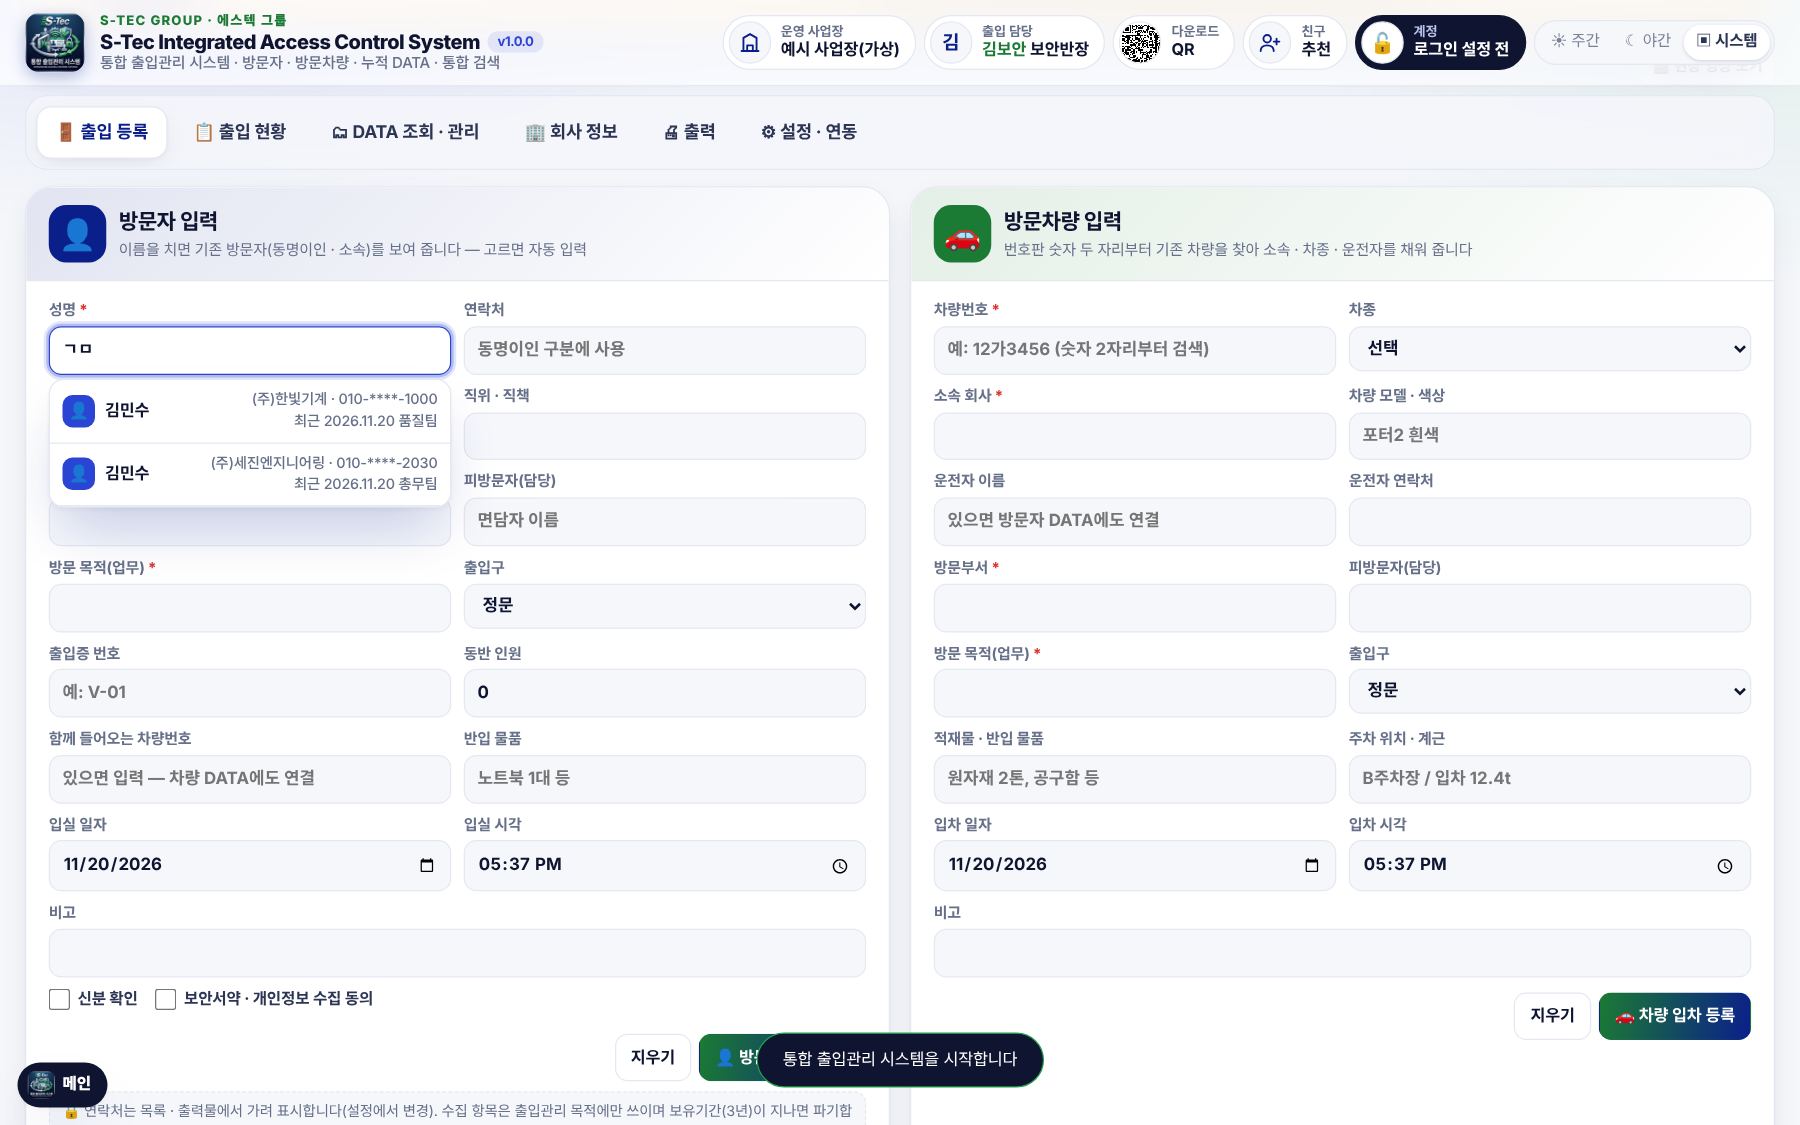 S-TEC GROUP · 에스텍 그룹
S-Tec Integrated Access Control System v1.0.0
통합 출입관리 시스템 · 방문자 · 방문차량 · 누적 DATA · 통합 검색
운영 사업장
예시 사업장(가상)
김
출입 담당
김보안 보안반장
다운로드
QR
친구
추천
계정
로그인 설정 전
주간
야간
시스템
출입 등록
출입 현황
DATA 조회 · 관리
회사 정보
출력
설정 · 연동
방문자 입력
이름을 치면 기존 방문자(동명이인 · 소속)를 보여 줍니다 — 고르면 자동 입력
성명 *
연락처
ㄱㅁ
동명이인 구분에 사용
김민수
(주)한빛기계 · 010-****-1000
최근 2026.11.20 품질팀
김민수
(주)세진엔지니어링 · 010-****-2030
최근 2026.11.20 총무팀
직위 · 직책
피방문자(담당)
면담자 이름
방문 목적(업무) *
출입구
정문
출입증 번호
동반 인원
예: V-01
0
함께 들어오는 차량번호
반입 물품
있으면 입력 — 차량 DATA에도 연결
노트북 1대 등
입실 일자
입실 시각
11/20/2026
05:37 PM
비고
신분 확인
보안서약 · 개인정보 수집 동의
지우기
연락처는 목록 · 출력물에서 가려 표시합니다(설정에서 변경). 수집 항목은 출입관리 목적에만 쓰이며 보유기간(3년)이 지나면 파기합
방문차량 입력
번호판 숫자 두 자리부터 기존 차량을 찾아 소속 · 차종 · 운전자를 채워 줍니다
차량번호 *
차종
예: 12가3456 (숫자 2자리부터 검색)
선택
소속 회사 *
차량 모델 · 색상
포터2 흰색
운전자 이름
운전자 연락처
있으면 방문자 DATA에도 연결
방문부서 *
피방문자(담당)
방문 목적(업무) *
출입구
정문
적재물 · 반입 물품
주차 위치 · 계근
원자재 2톤, 공구함 등
B주차장 / 입차 12.4t
입차 일자
입차 시각
11/20/2026
05:37 PM
비고
지우기
차량 입차 등록
통합 출입관리 시스템을 시작합니다
메인